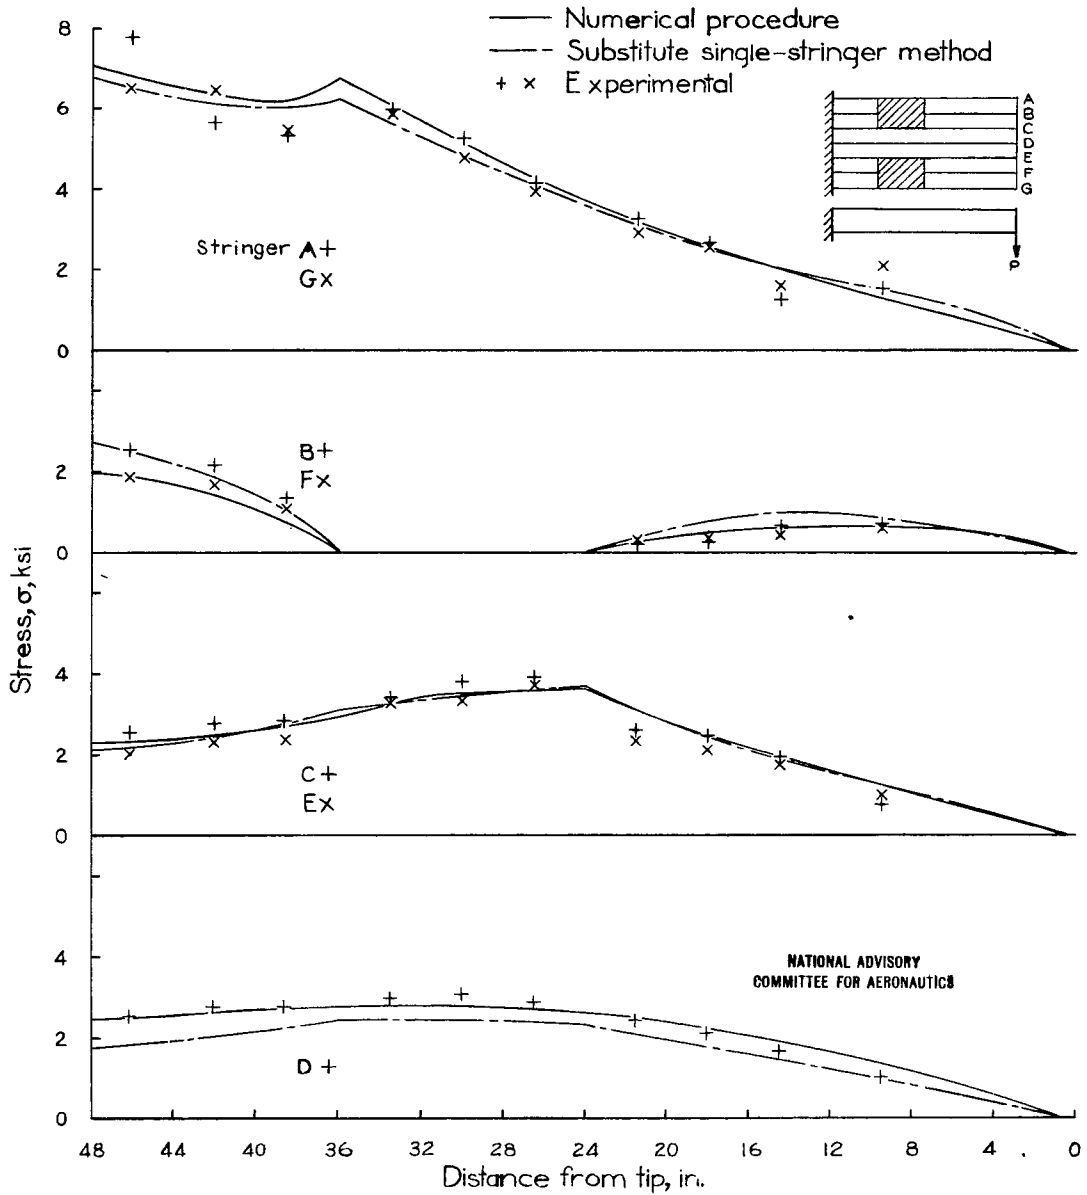 Numerical procedure
Substitute single-stringer method
+ × Experimental
8
6
4
2
0
A
B
C
D
E
F
G
P
Stringer A+
G×
2
0
B+
F×
Stress, σ, ksi
4
2
0
C+
E×
4
2
0
D+
NATIONAL ADVISORY
COMMITTEE FOR AERONAUTICS
48 44 40 36 32 28 24 20 16 12 8 4 0
Distance from tip, in.